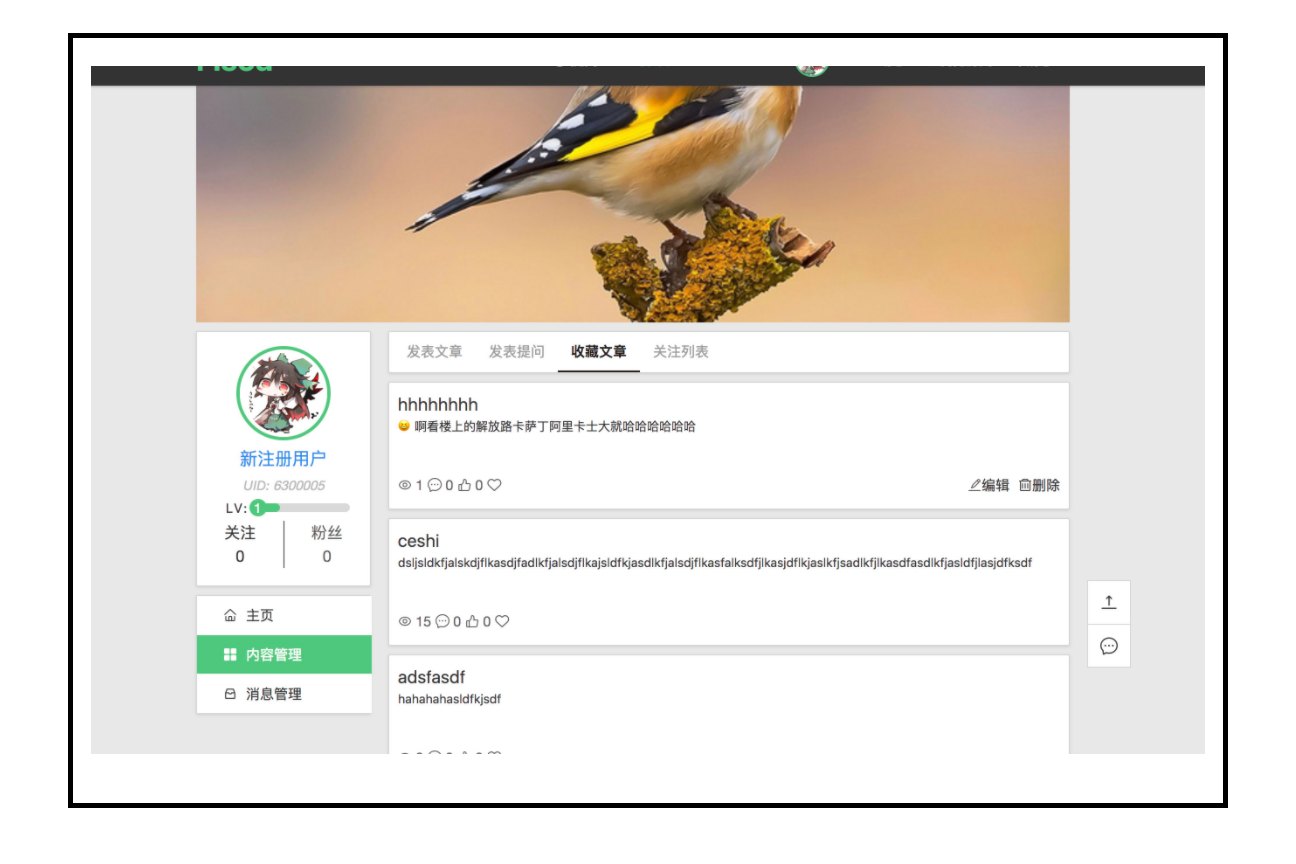 发表文章 发表提问 收藏文章 关注列表
新注册用户
UID: 6300005
LV: 1
关注 粉丝
0 0
主页
内容管理
消息管理
hhhhhhhh
😀 啊看楼上的解放路卡萨丁阿里卡士大就哈哈哈哈哈哈
1 0 0
编辑 删除
ceshi
dsljsldkfjalskdjflkasdjfadlkfjalsdjflkajsldfkjasdlkfjalsdjflkasfalksdfjlkasjdflkjaslkfjsadlkfjlkasdfasdlkfjasldfjlasjdfksdf
15 0 0
adsfasdf
hahahahasldfkjsdf